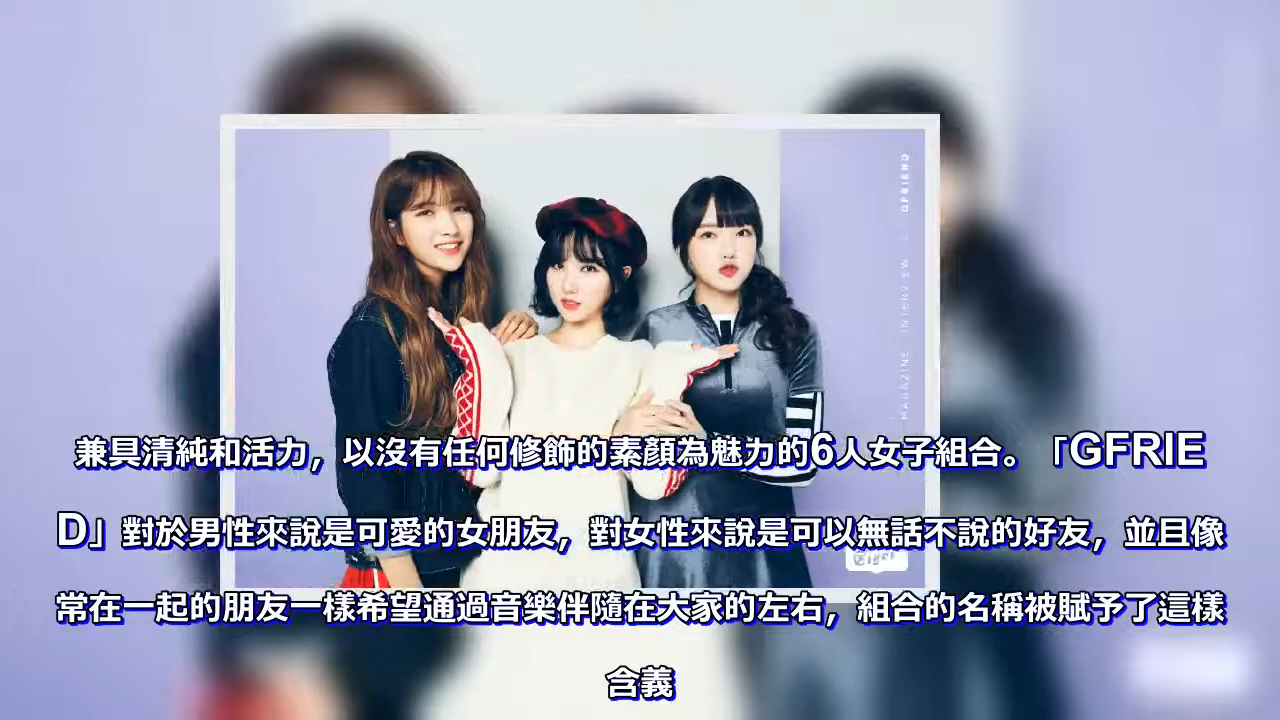 GFRIEND
MAGAZINE INTERVIEW X
兼具清純和活力，以沒有任何修飾的素顏為魅力的6人女子組合。「GFRIE
D」對於男性來說是可愛的女朋友，對女性來說是可以無話不說的好友，並且像
常在一起的朋友一樣希望通過音樂伴隨在大家的左右，組合的名稱被賦予了這樣
含義